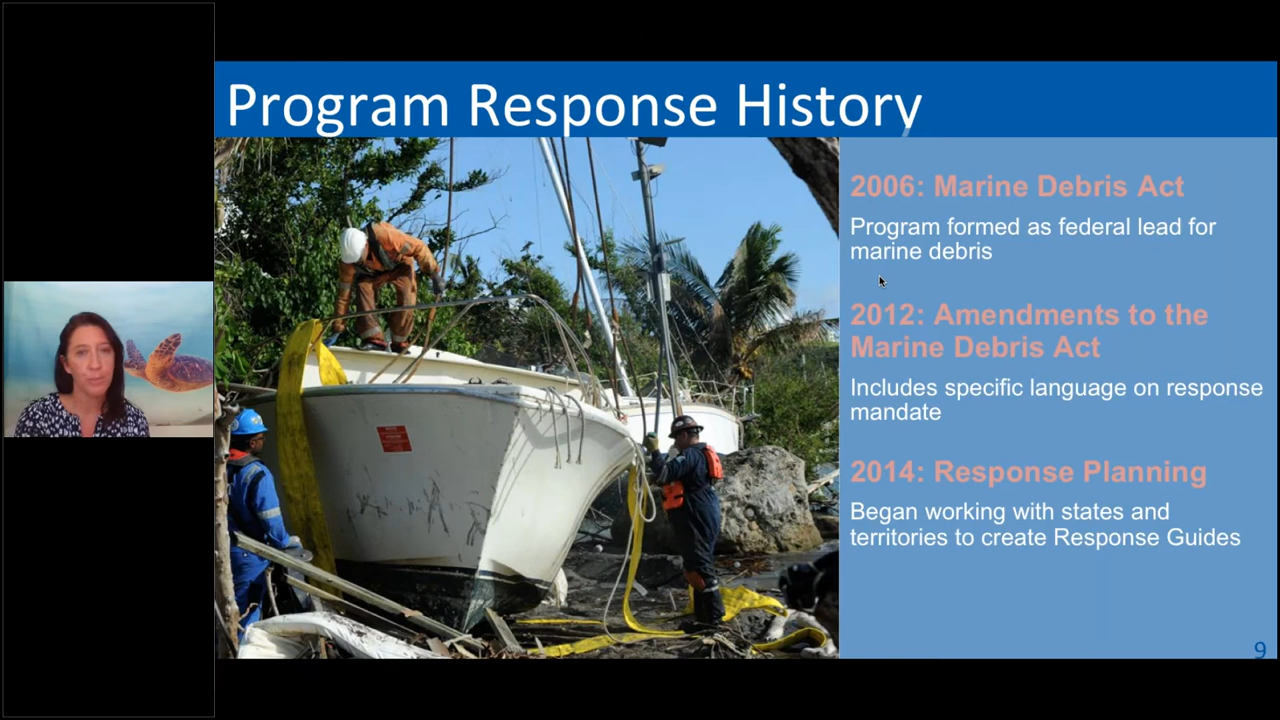 Program Response History
2006: Marine Debris Act
Program formed as federal lead for
marine debris
2012: Amendments to the
Marine Debris Act
Includes specific language on response
mandate
2014: Response Planning
Began working with states and
territories to create Response Guides
9